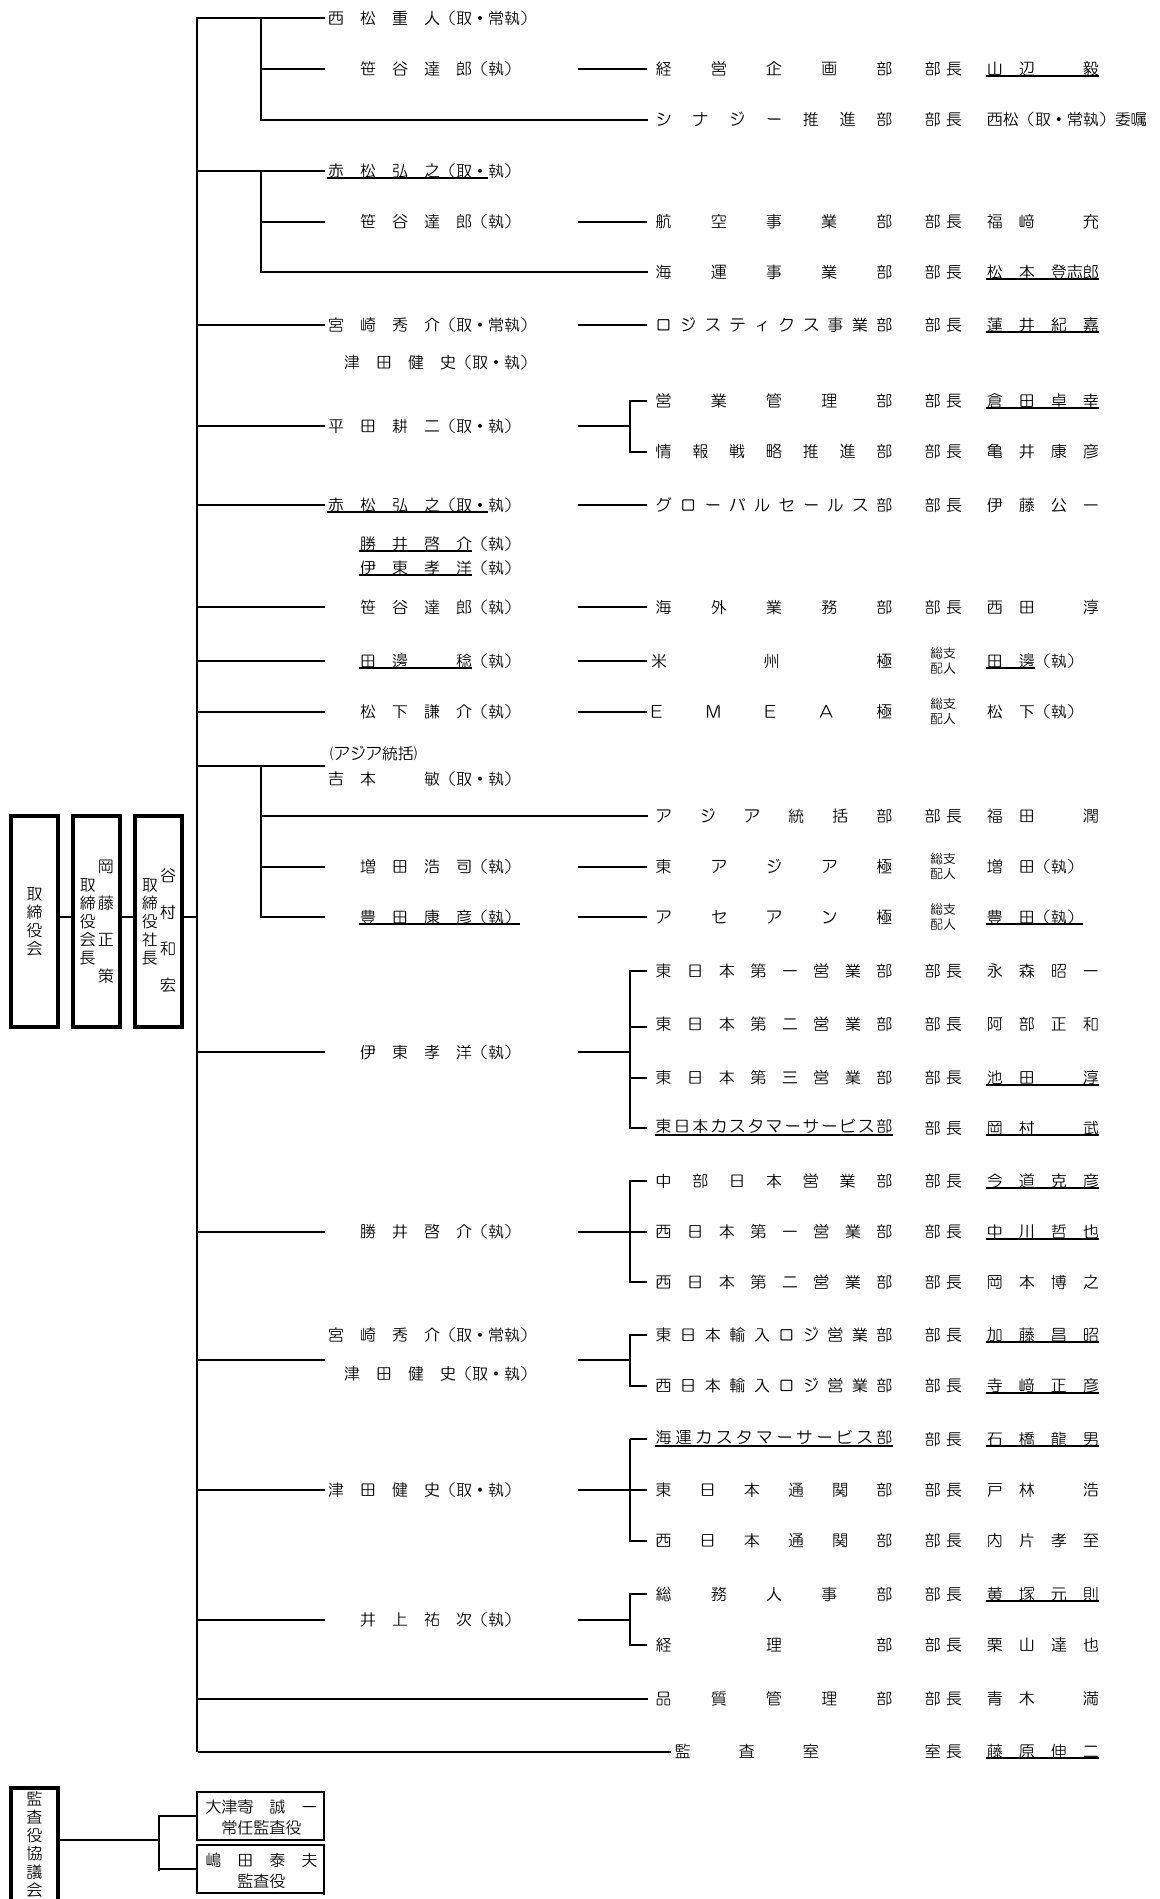 西松重人（取・常執）
笹谷達郎（執） 経営企画部 部長 山辺毅
シナジー推進部 部長 西松（取・常執）委嘱
赤松弘之（取・執）
笹谷達郎（執） 航空事業部 部長 福﨑充
海運事業部 部長 松本登志郎
宮崎秀介（取・常執） ロジスティクス事業部 部長 蓮井紀嘉
津田健史（取・執）
営業管理部 部長 倉田卓幸
平田耕二（取・執）
情報戦略推進部 部長 亀井康彦
赤松弘之（取・執） グローバルセールス部 部長 伊藤公一
勝井啓介（執）
伊東孝洋（執）
笹谷達郎（執） 海外業務部 部長 西田淳
田邊稔（執） 米州極 総支配人 田邊（執）
松下謙介（執） EMEA極 総支配人 松下（執）
(アジア統括)
吉本敏（取・執）
アジア統括部 部長 福田潤
増田浩司（執） 東アジア極 総支配人 増田（執）
豊田康彦（執） アセアン極 総支配人 豊田（執）
取締役会
岡藤正策
取締役会長
谷村和宏
取締役社長
東日本第一営業部 部長 永森昭一
東日本第二営業部 部長 阿部正和
伊東孝洋（執）
東日本第三営業部 部長 池田淳
東日本カスタマーサービス部 部長 岡村武
中部日本営業部 部長 今道克彦
勝井啓介（執） 西日本第一営業部 部長 中川哲也
西日本第二営業部 部長 岡本博之
宮崎秀介（取・常執） 東日本輸入ロジ営業部 部長 加藤昌昭
津田健史（取・執）
西日本輸入ロジ営業部 部長 寺﨑正彦
海運カスタマーサービス部 部長 石橋龍男
津田健史（取・執） 東日本通関部 部長 戸林浩
西日本通関部 部長 内片孝至
総務人事部 部長 黄塚元則
井上祐次（執）
経理部 部長 栗山達也
品質管理部 部長 青木満
監査室 室長 藤原伸二
監査役協議会
大津寄誠一
常任監査役
嶋田泰夫
監査役